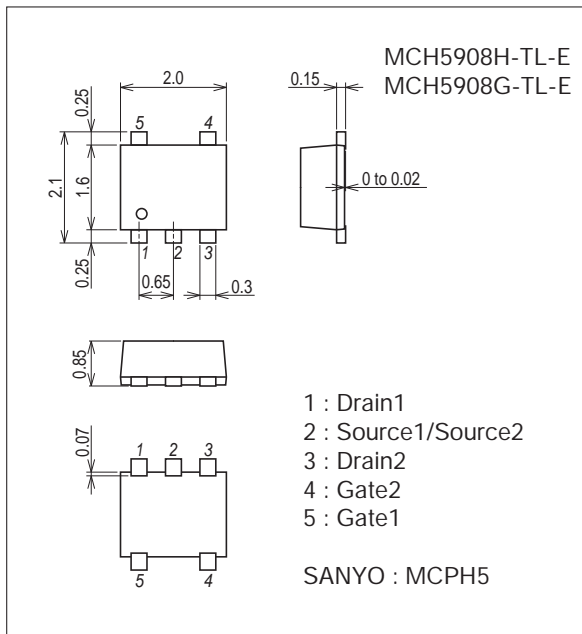 MCH5908H-TL-E
MCH5908G-TL-E
2.0
0.15
0.25
5
4
2.1
1.6
0 to 0.02
0.25
1
2
3
0.65
0.3
0.85
0.07
1
2
3
5
4
1 : Drain1
2 : Source1/Source2
3 : Drain2
4 : Gate2
5 : Gate1
SANYO : MCPH5